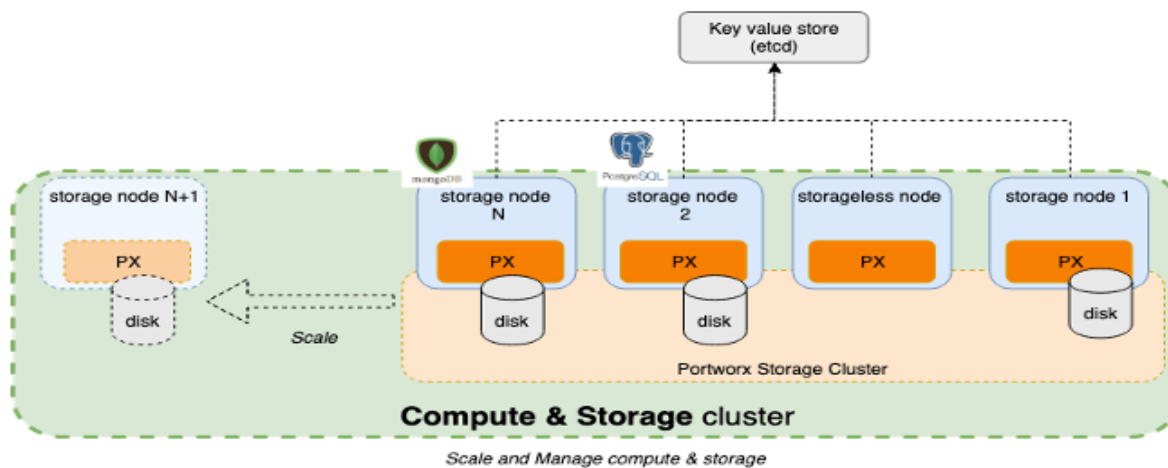 Key value store
(etcd)
mongoDB
PostgreSQL
storage node N+1
storage node
N
storage node
2
storageless node
storage node 1
PX
PX
PX
PX
PX
disk
disk
disk
disk
Scale
Portworx Storage Cluster
Compute & Storage cluster
Scale and Manage compute & storage